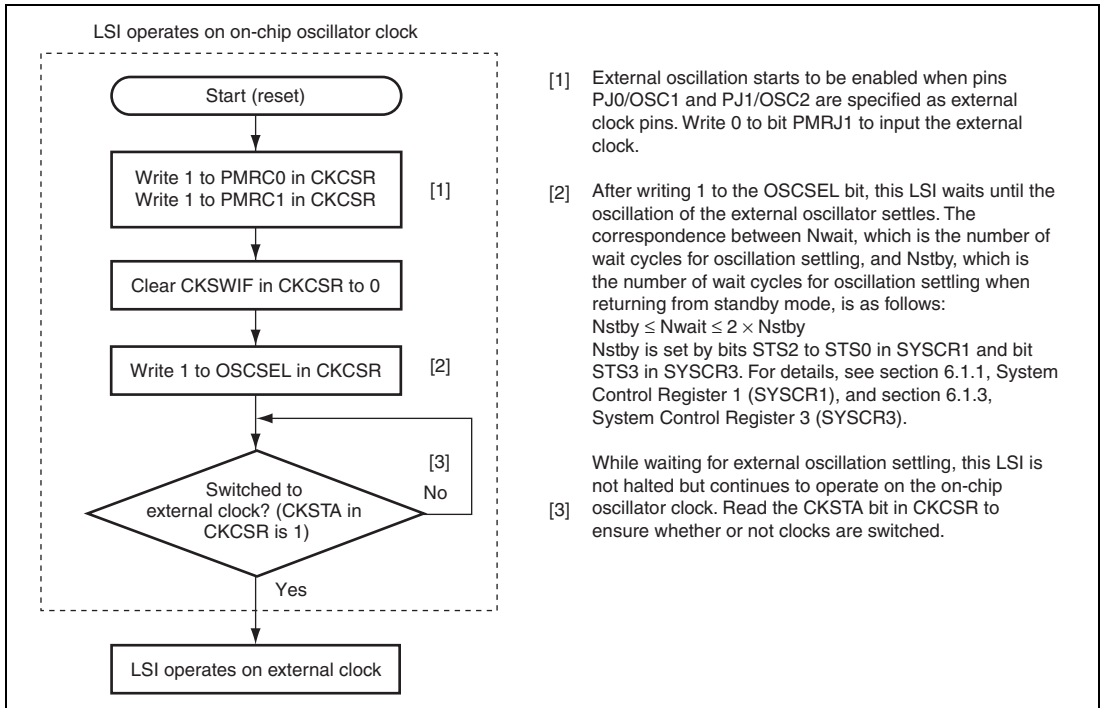 LSI operates on on-chip oscillator clock
Start (reset)
Write 1 to PMRC0 in CKCSR
Write 1 to PMRC1 in CKCSR
[1]
Clear CKSWIF in CKCSR to 0
Write 1 to OSCSEL in CKCSR
[2]
[3]
No
Switched to
external clock? (CKSTA in
CKCSR is 1)
Yes
LSI operates on external clock
[1] External oscillation starts to be enabled when pins
PJ0/OSC1 and PJ1/OSC2 are specified as external
clock pins. Write 0 to bit PMRJ1 to input the external
clock.
[2] After writing 1 to the OSCSEL bit, this LSI waits until the
oscillation of the external oscillator settles. The
correspondence between Nwait, which is the number of
wait cycles for oscillation settling, and Nstby, which is
the number of wait cycles for oscillation settling when
returning from standby mode, is as follows:
Nstby ≤ Nwait ≤ 2 × Nstby
Nstby is set by bits STS2 to STS0 in SYSCR1 and bit
STS3 in SYSCR3. For details, see section 6.1.1, System
Control Register 1 (SYSCR1), and section 6.1.3,
System Control Register 3 (SYSCR3).
While waiting for external oscillation settling, this LSI is
not halted but continues to operate on the on-chip
[3] oscillator clock. Read the CKSTA bit in CKCSR to
ensure whether or not clocks are switched.